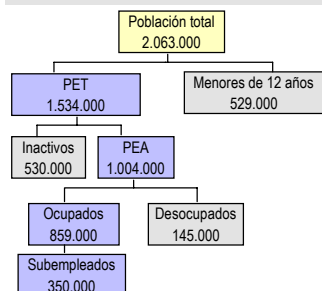 Población total
2.063.000
PET
1.534.000
Menores de 12 años
529.000
Inactivos
530.000
PEA
1.004.000
Ocupados
859.000
Desocupados
145.000
Subempleados
350.000